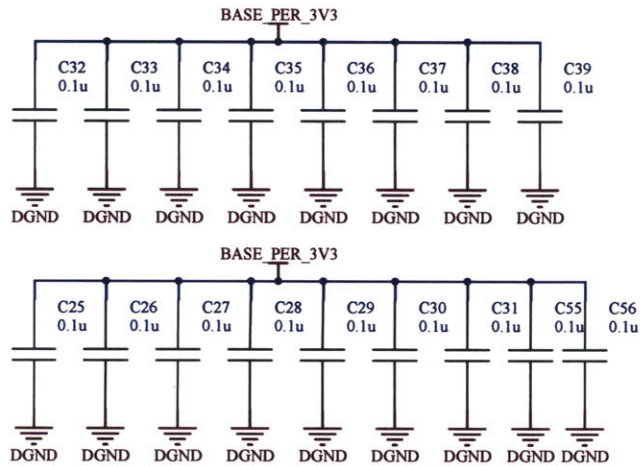 BASE_PER_3V3
C32 C33 C34 C35 C36 C37 C38 C39
0.1u 0.1u 0.1u 0.1u 0.1u 0.1u 0.1u 0.1u
DGND DGND DGND DGND DGND DGND DGND DGND
BASE_PER_3V3
C25 C26 C27 C28 C29 C30 C31 C55 C56
0.1u 0.1u 0.1u 0.1u 0.1u 0.1u 0.1u 0.1u 0.1u
DGND DGND DGND DGND DGND DGND DGND DGND DGND